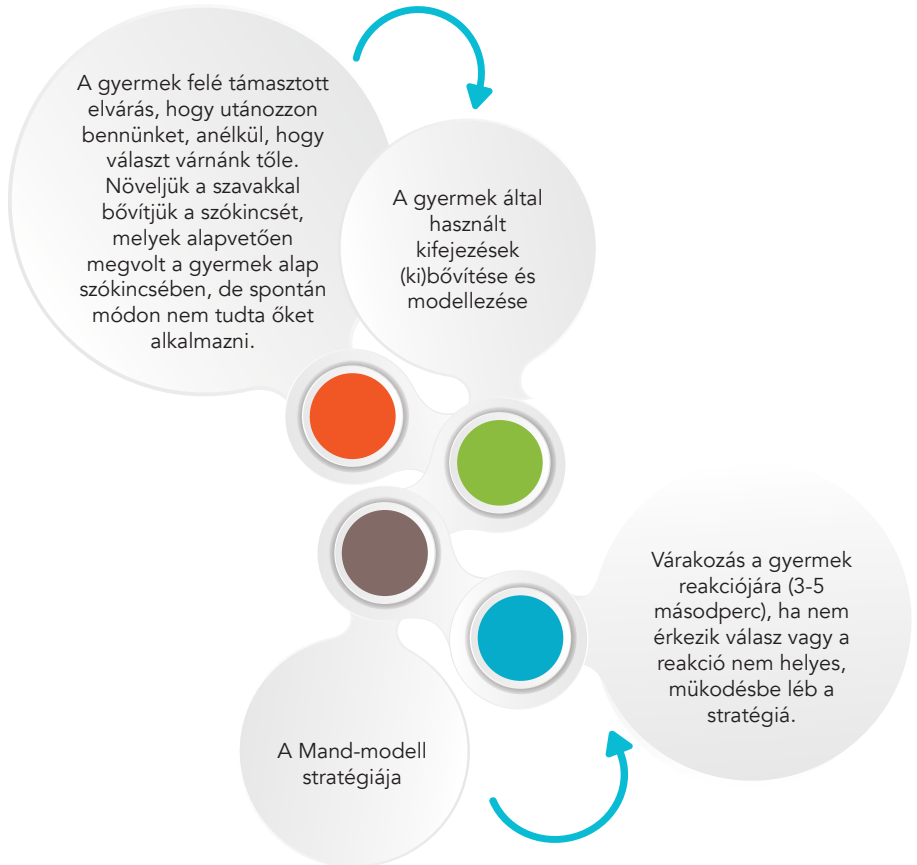 A gyermek felé támasztott
elvárás, hogy utánozzon
bennünket, anélkül, hogy
választ várnánk tőle.
Növeljük a szavakkal
bővítjük a szókincsét,
melyek alapvetően
megvolt a gyermek alap
szókincsében, de spontán
módon nem tudta őket
alkalmazni.
A gyermek által
használt
kifejezések
(ki)bővítése és
modellezése
A Mand-modell
stratégiája
Várakozás a gyermek
reakciójára (3-5
másodperc), ha nem
érkezik válasz vagy a
reakció nem helyes,
mükodésbe léb a
stratégiá.